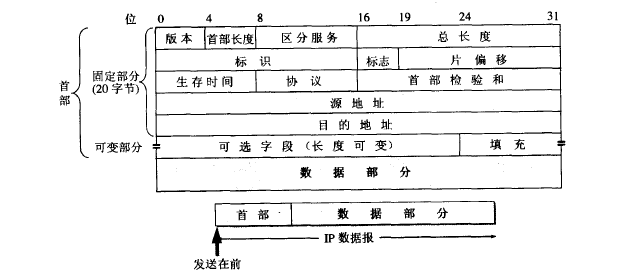 位 0 4 8 16 19 24 31
版本 首部长度 区分服务 总长度
标识 标志 片偏移
生存时间 协议 首部检验和
源地址
目的地址
可选字段（长度可变） 填充
数据部分
首部
固定部分
(20字节)
可变部分
首部 数据部分
IP数据报
发送在前